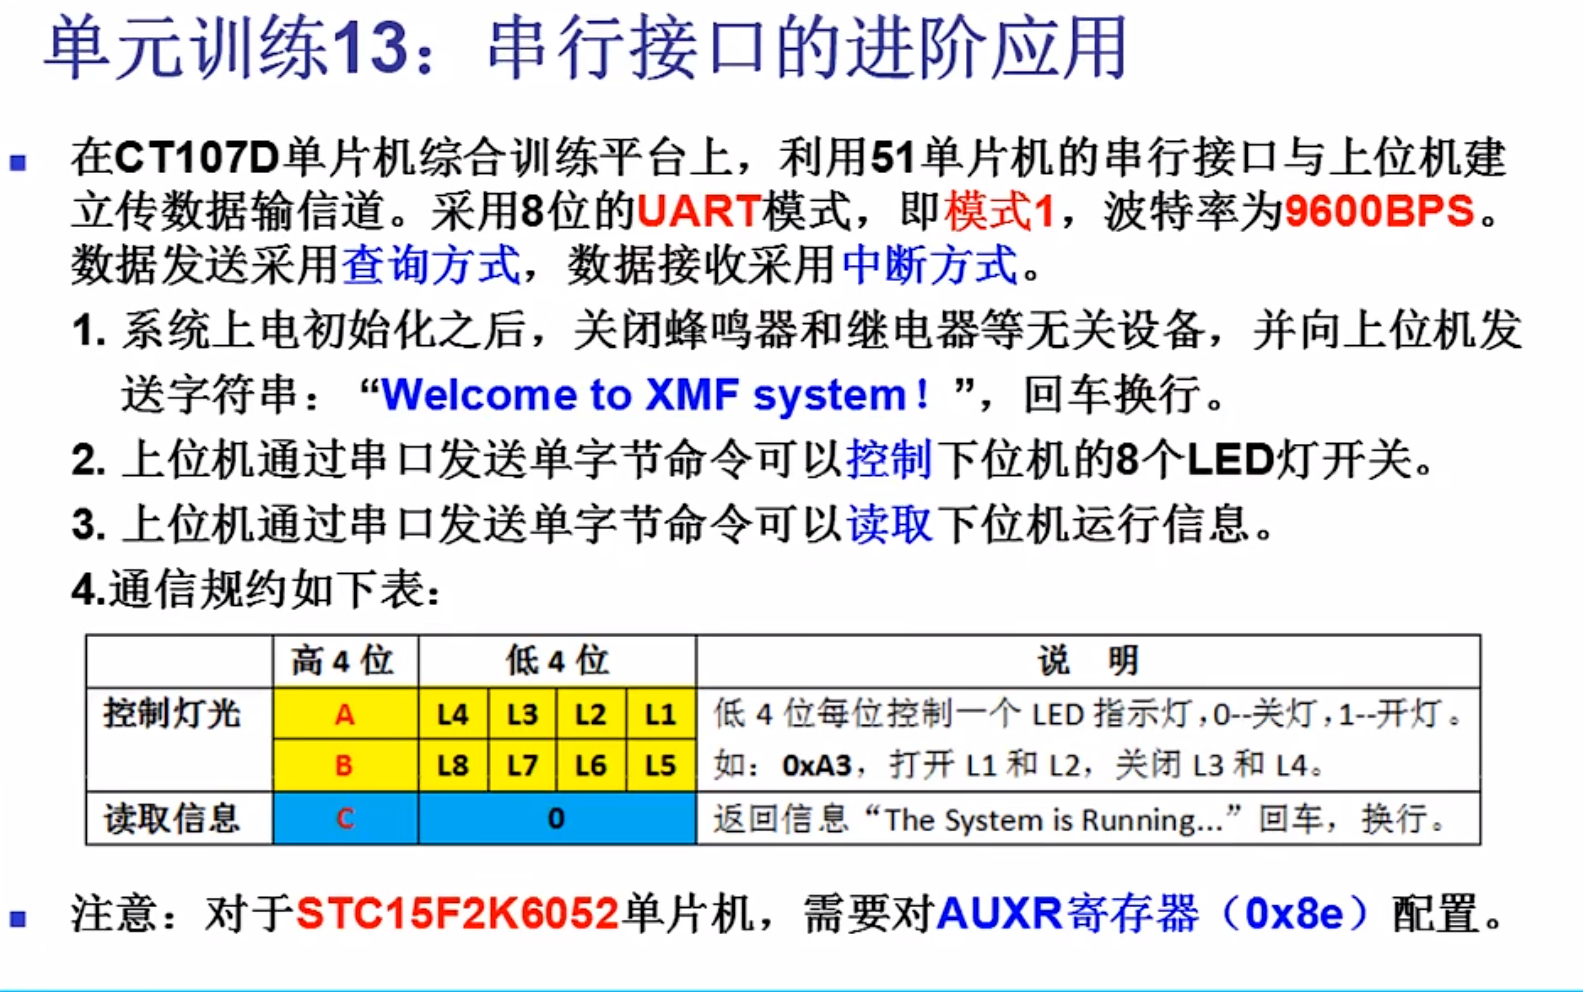 单元训练13：串行接口的进阶应用
在CT107D单片机综合训练平台上，利用51单片机的串行接口与上位机建
立传数据输信道。采用8位的UART模式，即模式1，波特率为9600BPS。
数据发送采用查询方式，数据接收采用中断方式。
1. 系统上电初始化之后，关闭蜂鸣器和继电器等无关设备，并向上位机发
送字符串：“Welcome to XMF system！”，回车换行。
2. 上位机通过串口发送单字节命令可以控制下位机的8个LED灯开关。
3. 上位机通过串口发送单字节命令可以读取下位机运行信息。
4.通信规约如下表：
高 4 位 低 4 位 说 明
控制灯光 A L4 L3 L2 L1 低 4 位每位控制一个 LED 指示灯，0--关灯，1--开灯。
B L8 L7 L6 L5 如：0xA3，打开 L1 和 L2，关闭 L3 和 L4。
读取信息 C 0 返回信息“The System is Running...”回车，换行。
注意：对于STC15F2K6052单片机，需要对AUXR寄存器（0x8e）配置。